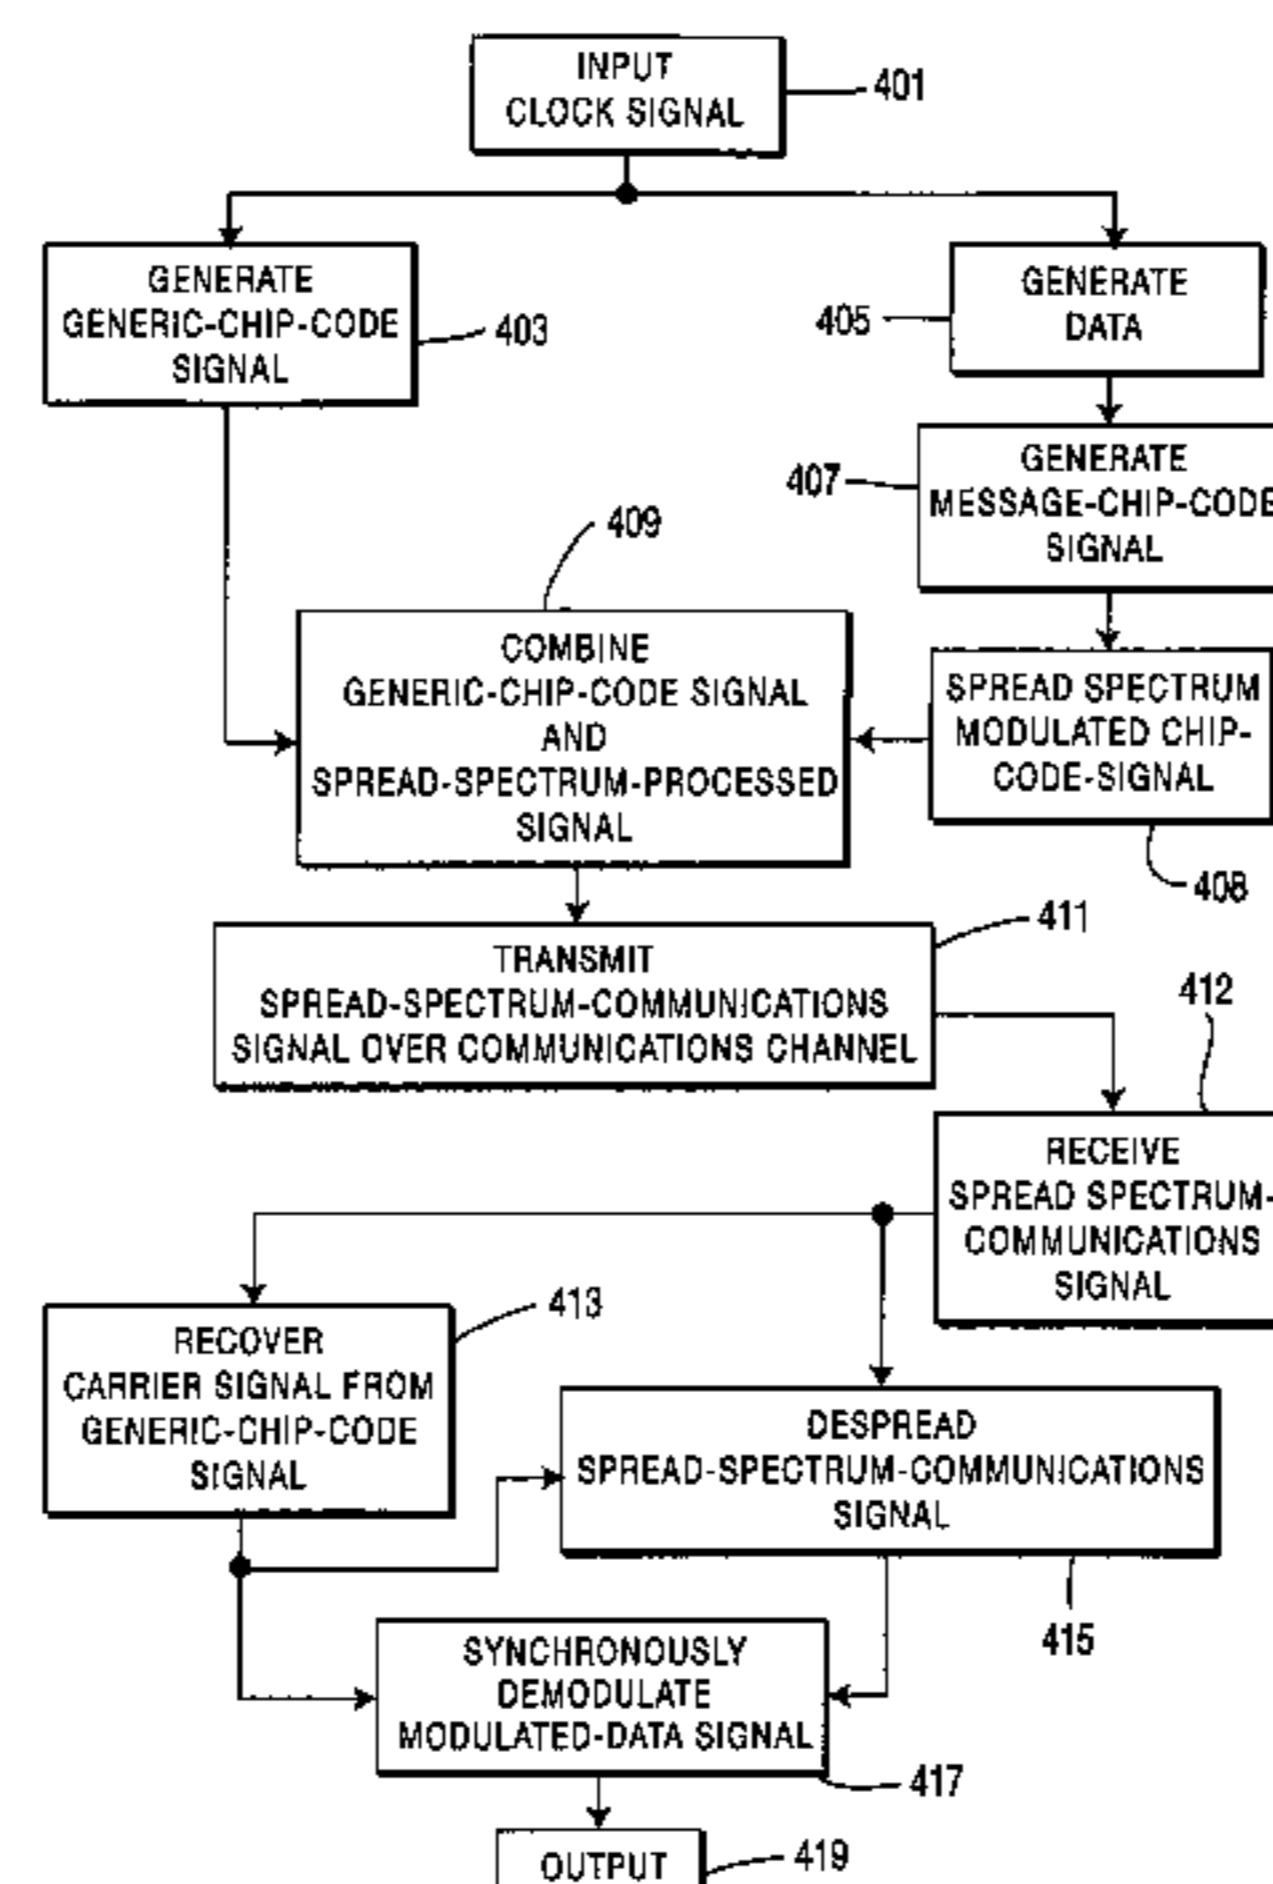 INPUT
CLOCK SIGNAL
401
GENERATE
GENERIC-CHIP-CODE
SIGNAL
403
GENERATE
DATA
405
GENERATE
MESSAGE-CHIP-CODE
SIGNAL
407
409
COMBINE
GENERIC-CHIP-CODE SIGNAL
AND
SPREAD-SPECTRUM-PROCESSED
SIGNAL
SPREAD SPECTRUM
MODULATED CHIP-
CODE-SIGNAL
408
TRANSMIT
SPREAD-SPECTRUM-COMMUNICATIONS
SIGNAL OVER COMMUNICATIONS CHANNEL
411
412
RECEIVE
SPREAD SPECTRUM-
COMMUNICATIONS
SIGNAL
RECOVER
CARRIER SIGNAL FROM
GENERIC-CHIP-CODE
SIGNAL
413
DESPREAD
SPREAD-SPECTRUM-COMMUNICATIONS
SIGNAL
415
SYNCHRONOUSLY
DEMODULATE
MODULATED-DATA SIGNAL
417
OUTPUT
419